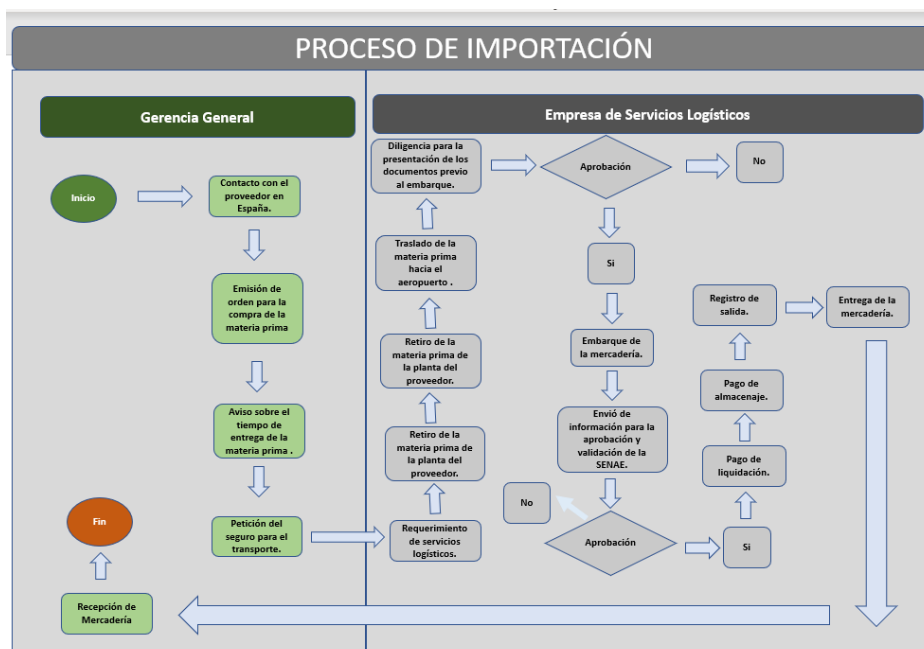 PROCESO DE IMPORTACIÓN
Gerencia General
Inicio
Contacto con el
proveedor en
España.
Emisión de
orden para la
compra de la
materia prima
Aviso sobre el
tiempo de
entrega de la
materia prima .
Petición del
seguro para el
transporte.
Fin
Recepción de
Mercadería
Empresa de Servicios Logísticos
Requerimiento
de servicios
logísticos.
Retiro de la
materia prima de
la planta del
proveedor.
Retiro de la
materia prima de
la planta del
proveedor.
Traslado de la
materia prima
hacia el
aeropuerto .
Diligencia para la
presentación de los
documentos previo
al embarque.
Aprobación
No
Si
Embarque de
la mercadería.
Envió de
información para la
aprobación y
validación de la
SENAE.
Aprobación
No
Si
Pago de
liquidación.
Pago de
almacenaje.
Registro de
salida.
Entrega de la
mercadería.